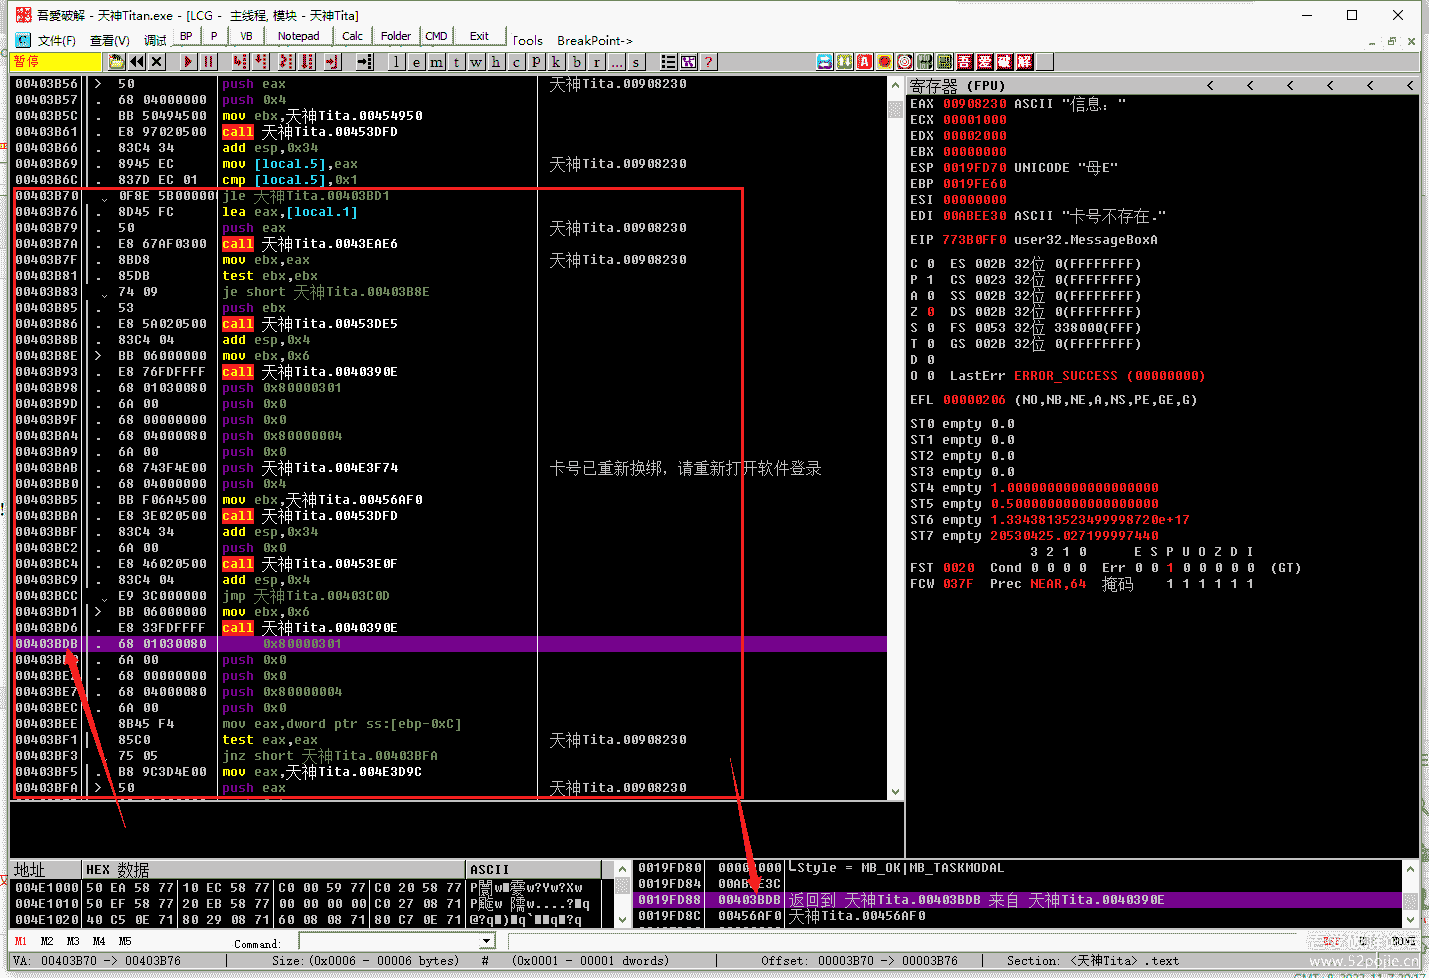 吾愛破解 - 天神Titan.exe - [LCG - 主线程, 模块 - 天神Tita]
文件(F) 查看(V) 调试 BP P VB Notepad Calc Folder CMD Exit Tools BreakPoint->
暂停 l e m t w h c P k b r ... s ? 吾 爱 破 解
00403B56 > 50 push eax 天神Tita.00908230
00403B57 . 68 04000000 push 0x4
00403B5C . BB 50494500 mov ebx,天神Tita.00454950
00403B61 . E8 97020500 call 天神Tita.00453DFD
00403B66 . 83C4 34 add esp,0x34
00403B69 . 8945 EC mov [local.5],eax 天神Tita.00908230
00403B6C . 837D EC 01 cmp [local.5],0x1
00403B70 . 0F8E 5B000000 jle 天神Tita.00403BD1
00403B76 . 8D45 FC lea eax,[local.1]
00403B79 . 50 push eax 天神Tita.00908230
00403B7A . E8 67AF0300 call 天神Tita.0043EAE6
00403B7F . 8BD8 mov ebx,eax 天神Tita.00908230
00403B81 . 85DB test ebx,ebx
00403B83 . 74 09 je short 天神Tita.00403B8E
00403B85 . 53 push ebx
00403B86 . E8 5A020500 call 天神Tita.00453DE5
00403B8B . 83C4 04 add esp,0x4
00403B8E > BB 06000000 mov ebx,0x6
00403B93 . E8 76FDFFFF call 天神Tita.0040390E
00403B98 . 68 01030080 push 0x80000301
00403B9D . 6A 00 push 0x0
00403B9F . 68 00000000 push 0x0
00403BA4 . 68 04000080 push 0x80000004
00403BA9 . 6A 00 push 0x0
00403BAB . 68 743F4E00 push 天神Tita.004E3F74 卡号已重新换绑，请重新打开软件登录
00403BB0 . 68 04000000 push 0x4
00403BB5 . BB F06A4500 mov ebx,天神Tita.00456AF0
00403BBA . E8 3E020500 call 天神Tita.00453DFD
00403BBF . 83C4 34 add esp,0x34
00403BC2 . 6A 00 push 0x0
00403BC4 . E8 46020500 call 天神Tita.00453E0F
00403BC9 . 83C4 04 add esp,0x4
00403BCC . E9 3C000000 jmp 天神Tita.00403C0D
00403BD1 > BB 06000000 mov ebx,0x6
00403BD6 . E8 33FDFFFF call 天神Tita.0040390E
00403BDB . 68 01030080 0x80000301
. 6A 00 push 0x0
. 68 00000000 push 0x0
00403BE7 . 68 04000080 push 0x80000004
00403BEC . 6A 00 push 0x0
00403BEE 8B45 F4 mov eax,dword ptr ss:[ebp-0xC]
00403BF1 85C0 test eax,eax 天神Tita.00908230
00403BF3 75 05 jnz short 天神Tita.00403BFA
00403BF5 . B8 9C3D4E00 mov eax,天神Tita.004E3D9C
00403BFA > 50 push eax 天神Tita.00908230
寄存器 (FPU) < < < < < <
EAX 00908230 ASCII "信息："
ECX 00001000
EDX 00002000
EBX 00000000
ESP 0019FD70 UNICODE "母E"
EBP 0019FE60
ESI 00000000
EDI 00ABEE30 ASCII "卡号不存在."
EIP 773B0FF0 user32.MessageBoxA
C 0 ES 002B 32位 0(FFFFFFFF)
P 1 CS 0023 32位 0(FFFFFFFF)
A 0 SS 002B 32位 0(FFFFFFFF)
Z 0 DS 002B 32位 0(FFFFFFFF)
S 0 FS 0053 32位 338000(FFF)
T 0 GS 002B 32位 0(FFFFFFFF)
D 0
O 0 LastErr ERROR_SUCCESS (00000000)
EFL 00000206 (NO,NB,NE,A,NS,PE,GE,G)
ST0 empty 0.0
ST1 empty 0.0
ST2 empty 0.0
ST3 empty 0.0
ST4 empty 1.0000000000000000000
ST5 empty 0.5000000000000000000
ST6 empty 1.3343813523499998720e+17
ST7 empty 20530425.027199997440
3 2 1 0 E S P U O Z D I
FST 0020 Cond 0 0 0 0 Err 0 0 1 0 0 0 0 0 (GT)
FCW 037F Prec NEAR,64 掩码 1 1 1 1 1 1
地址 HEX 数据 ASCII
004E1000 50 EA 58 77 10 EC 58 77 C0 00 59 77 C0 20 58 77
004E1010 50 EF 58 77 20 EB 58 77 00 00 00 00 C0 27 08 71
004E1020 40 C5 0E 71 80 29 08 71 60 08 08 71 80 C7 0E 71
0019FD80 Style = MB_OK|MB_TASKMODAL
0019FD84
0019FD88 00403BDB 返回到 天神Tita.00403BDB 来自 天神Tita.0040390E
0019FD8C 00456AF0 天神Tita.00456AF0
M1 M2 M3 M4 M5 Command:
VA: 00403B70 -> 00403B76 Size:(0x0006 - 00006 bytes) # (0x0001 - 00001 dwords) Offset: 00003B70 -> 00003B76 Section: <天神Tita> .text
www.52pojie.cn